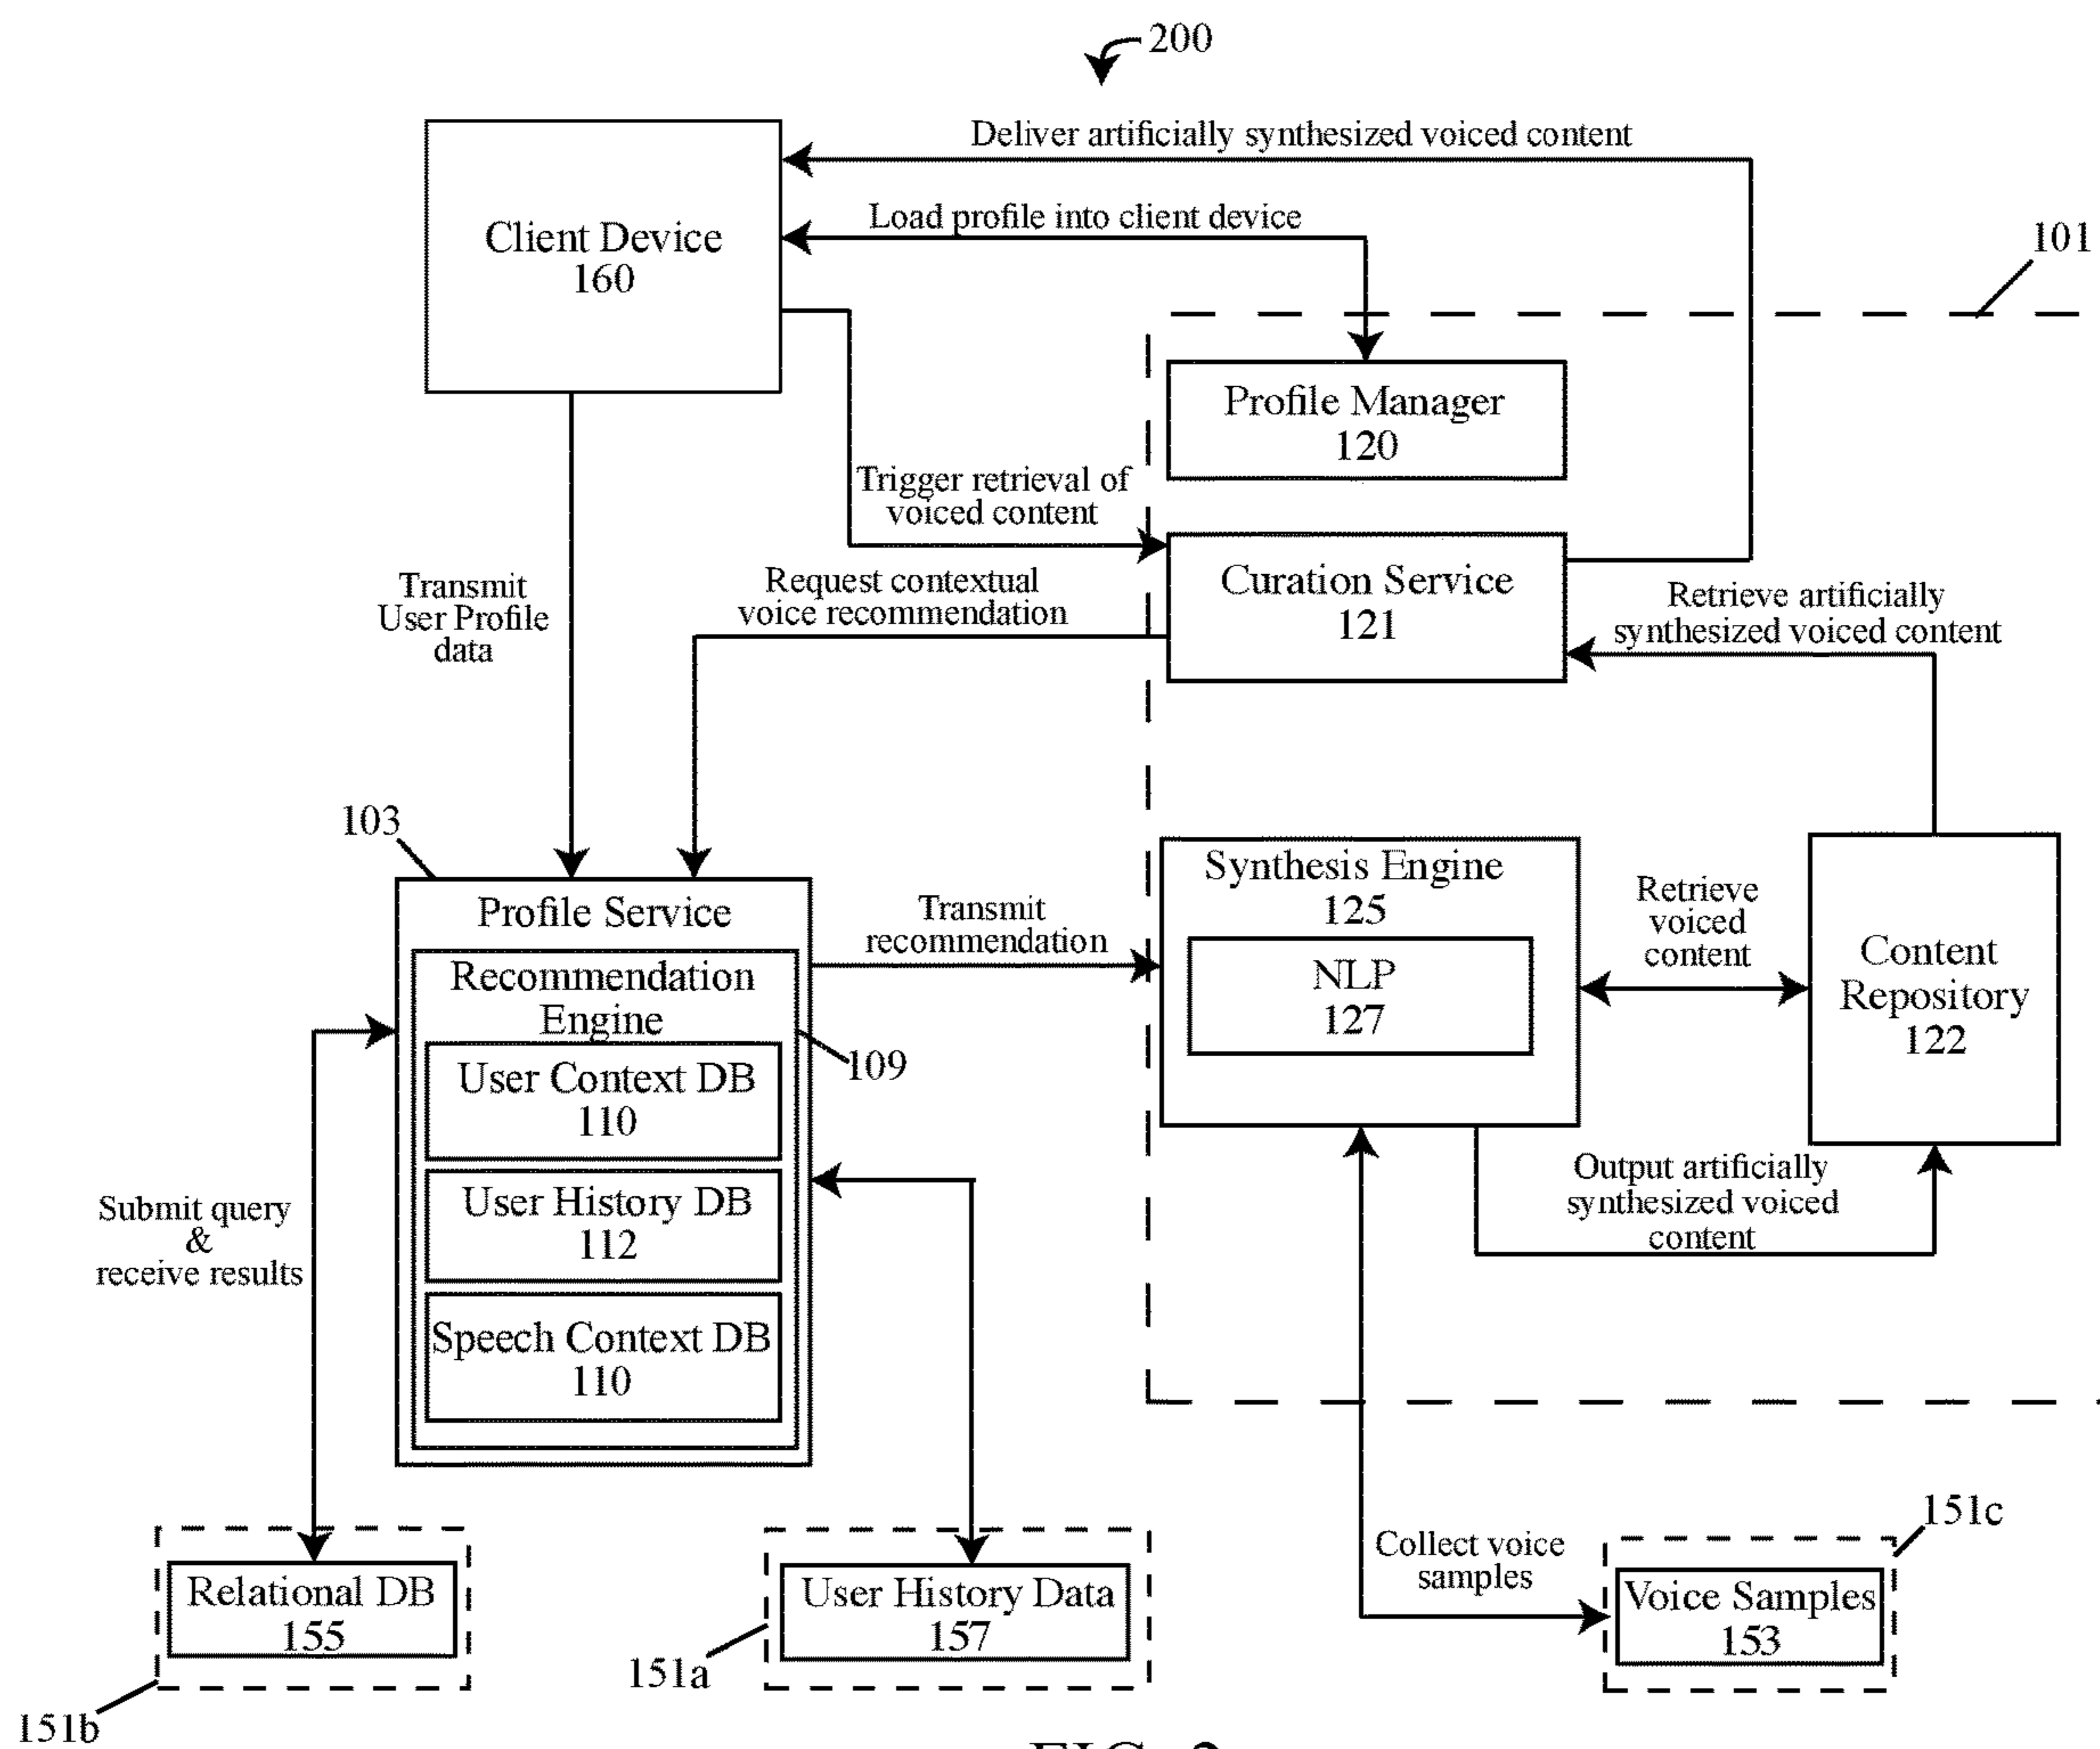 200
Deliver artificially synthesized voiced content
Load profile into client device
Client Device
160
101
Profile Manager
120
Trigger retrieval of
voiced content
Curation Service
121
Transmit
User Profile
data
Request contextual
voice recommendation
Retrieve artificially
synthesized voiced content
103
Profile Service
Recommendation
Engine
109
User Context DB
110
User History DB
112
Speech Context DB
110
Transmit
recommendation
Synthesis Engine
125
NLP
127
Retrieve
voiced
content
Content
Repository
122
Output artificially
synthesized voiced
content
Submit query
&
receive results
Relational DB
155
151b
User History Data
157
151a
Collect voice
samples
Voice Samples
153
151c
FIG. 2